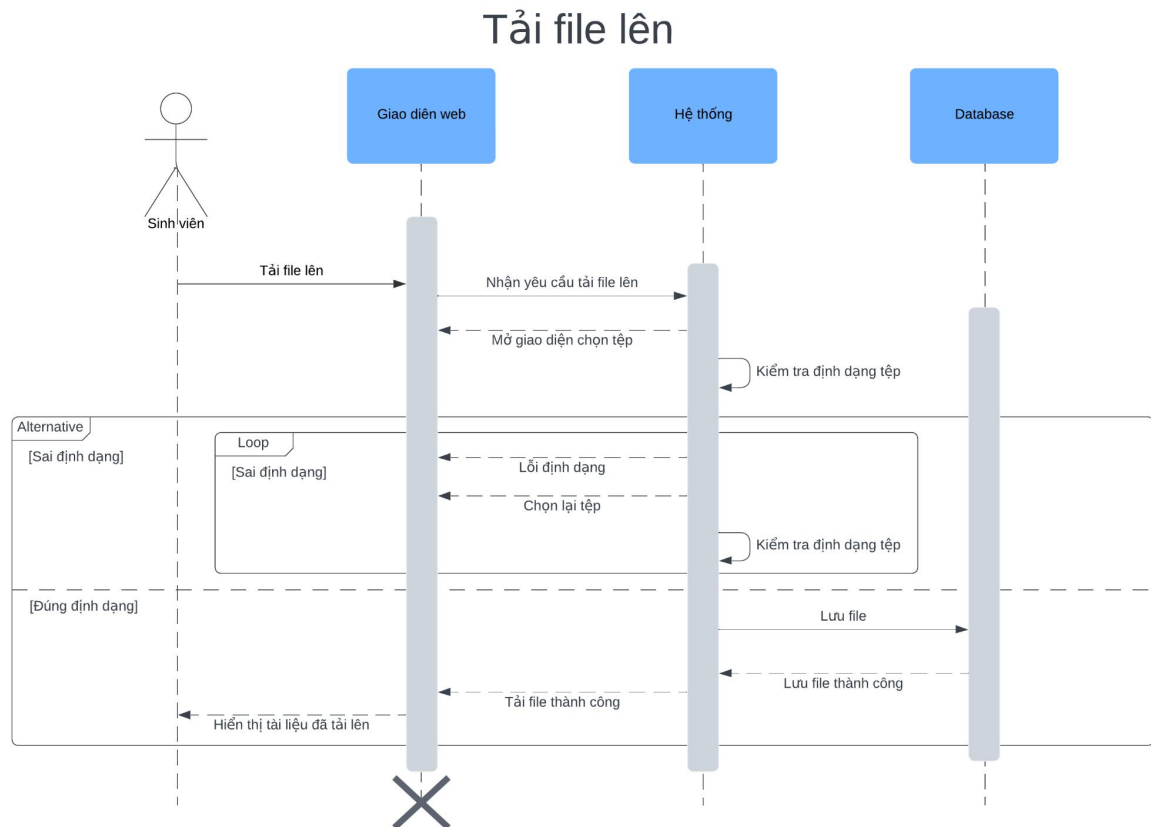 Tải file lên
Giao diên web
Hệ thống
Database
Sinh viên
Tải file lên
Nhận yêu cầu tải file lên
Mở giao diện chọn tệp
Kiểm tra định dạng tệp
Alternative
[Sai định dạng]
Loop
[Sai định dạng]
Lỗi định dạng
Chọn lại tệp
Kiểm tra định dạng tệp
[Đúng định dạng]
Lưu file
Lưu file thành công
Tải file thành công
Hiển thị tài liệu đã tải lên